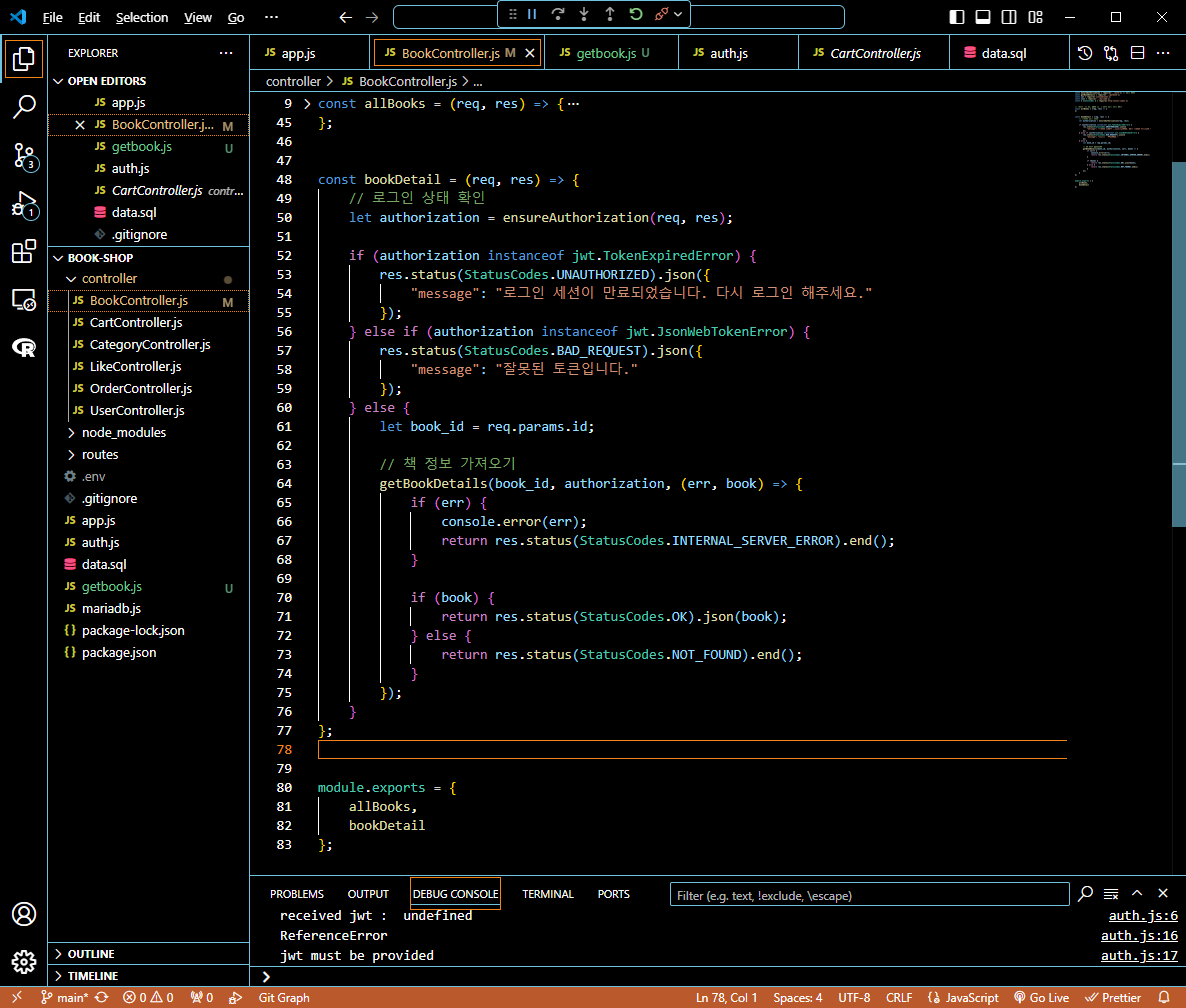 File Edit Selection View Go ···
EXPLORER ···
OPEN EDITORS
JS app.js
JS BookController.j... M
JS getbook.js U
JS auth.js
JS CartController.js contr...
data.sql
.gitignore
BOOK-SHOP
controller
JS BookController.js M
JS CartController.js
JS CategoryController.js
JS LikeController.js
JS OrderController.js
JS UserController.js
node_modules
routes
.env
.gitignore
JS app.js
JS auth.js
data.sql
JS getbook.js U
JS mariadb.js
{} package-lock.json
{} package.json
OUTLINE
TIMELINE
3
1
JS app.js JS BookController.js M JS getbook.js U JS auth.js JS CartController.js data.sql ···
controller > JS BookController.js > ...
9 > const allBooks = (req, res) => {···
45 };
46
47
48 const bookDetail = (req, res) => {
49 // 로그인 상태 확인
50 let authorization = ensureAuthorization(req, res);
51
52 if (authorization instanceof jwt.TokenExpiredError) {
53 res.status(StatusCodes.UNAUTHORIZED).json({
54 "message": "로그인 세션이 만료되었습니다. 다시 로그인 해주세요."
55 });
56 } else if (authorization instanceof jwt.JsonWebTokenError) {
57 res.status(StatusCodes.BAD_REQUEST).json({
58 "message": "잘못된 토큰입니다."
59 });
60 } else {
61 let book_id = req.params.id;
62
63 // 책 정보 가져오기
64 getBookDetails(book_id, authorization, (err, book) => {
65 if (err) {
66 console.error(err);
67 return res.status(StatusCodes.INTERNAL_SERVER_ERROR).end();
68 }
69
70 if (book) {
71 return res.status(StatusCodes.OK).json(book);
72 } else {
73 return res.status(StatusCodes.NOT_FOUND).end();
74 }
75 });
76 }
77 };
78
79
80 module.exports = {
81 allBooks,
82 bookDetail
83 };
PROBLEMS OUTPUT DEBUG CONSOLE TERMINAL PORTS Filter (e.g. text, !exclude, \escape)
received jwt : undefined auth.js:6
ReferenceError auth.js:16
jwt must be provided auth.js:17
>
main* 0 0 0 Git Graph Ln 78, Col 1 Spaces: 4 UTF-8 CRLF {} JavaScript Go Live Prettier